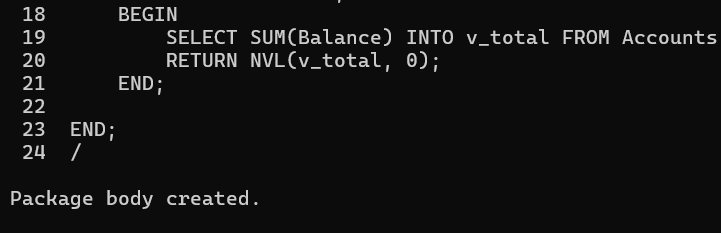 18      BEGIN
19          SELECT SUM(Balance) INTO v_total FROM Accounts
20          RETURN NVL(v_total, 0);
21      END;
22
23  END;
24  /
Package body created.